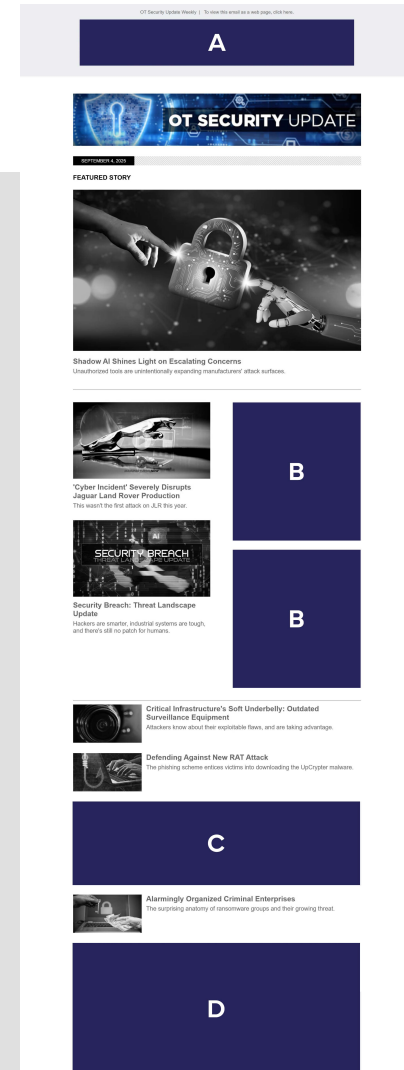 OT Security Update Weekly | To view this email as a web page, click here.
A
OT SECURITY UPDATE
SEPTEMBER 4, 2025
FEATURED STORY
Shadow AI Shines Light on Escalating Concerns
Unauthorized tools are unintentionally expanding manufacturers' attack surfaces.
'Cyber Incident' Severely Disrupts
Jaguar Land Rover Production
This wasn't the first attack on JLR this year.
AI
SECURITY BREACH
THREAT LANDSCAPE UPDATE
Security Breach: Threat Landscape
Update
Hackers are smarter, industrial systems are tough,
and there's still no patch for humans.
B
B
Critical Infrastructure's Soft Underbelly: Outdated
Surveillance Equipment
Attackers know about their exploitable flaws, and are taking advantage.
Defending Against New RAT Attack
The phishing scheme entices victims into downloading the UpCrypter malware.
C
Alarmingly Organized Criminal Enterprises
The surprising anatomy of ransomware groups and their growing threat.
D